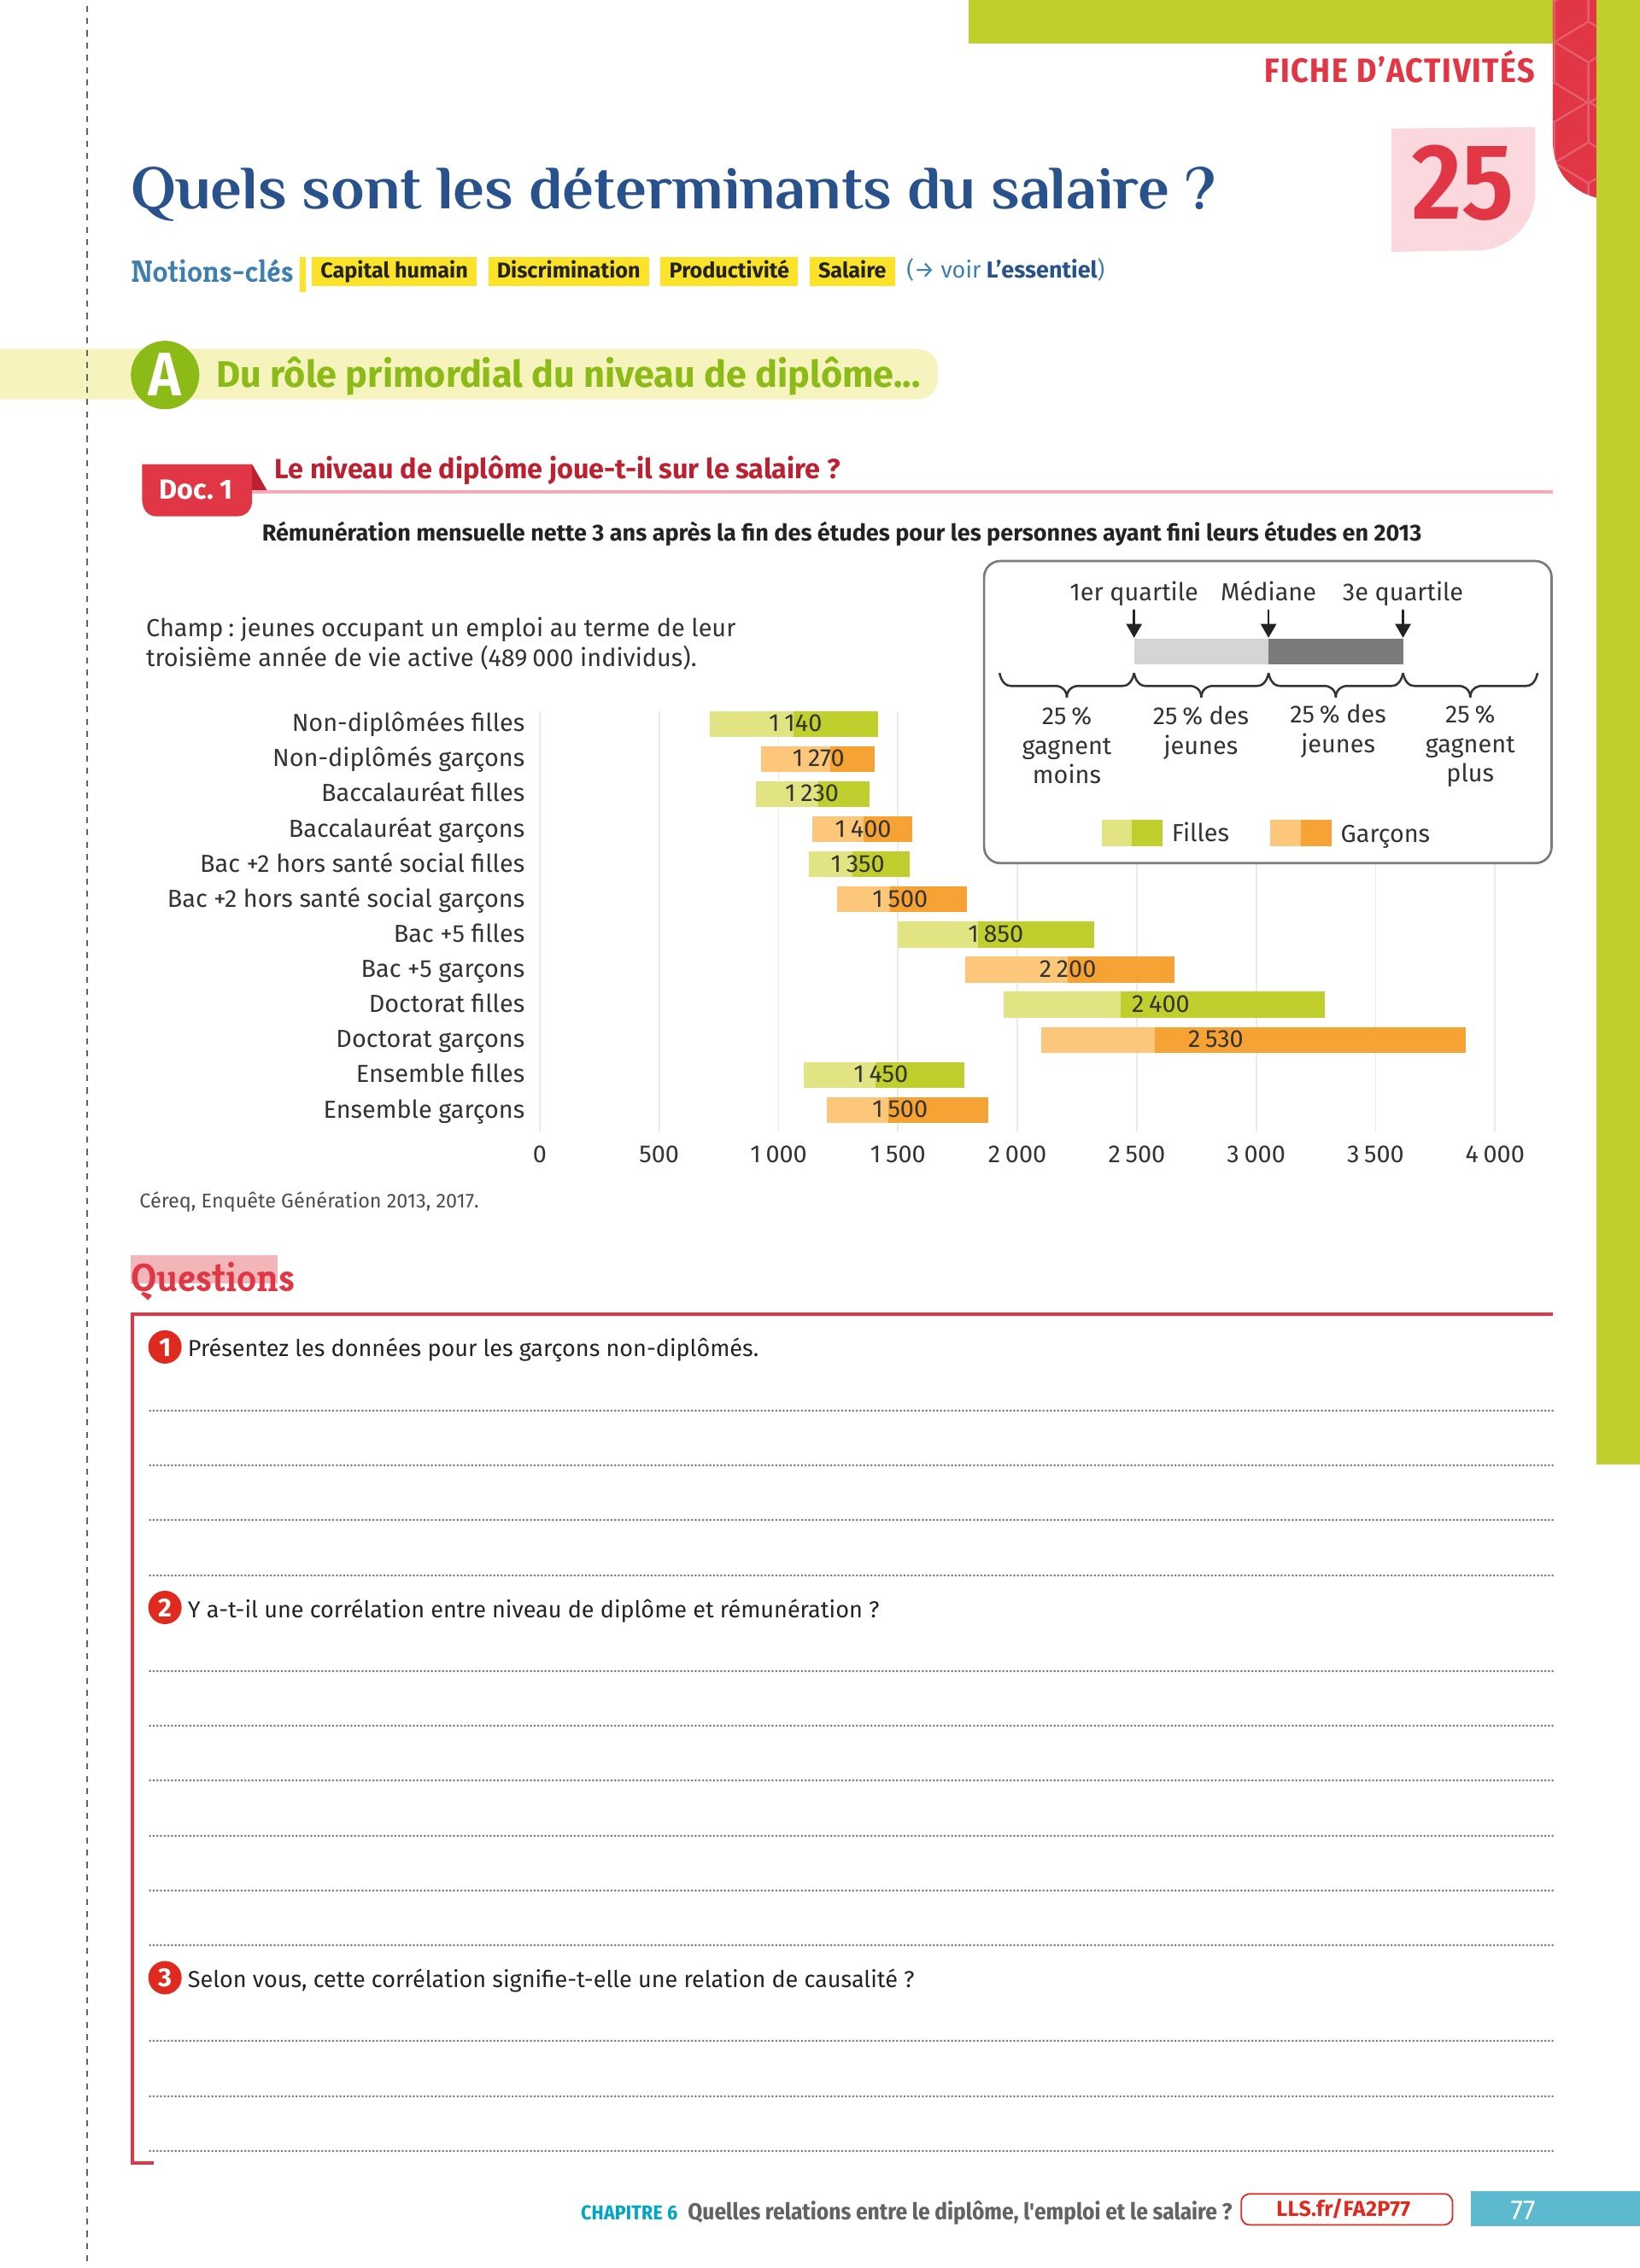 FICHE D'ACTIVITÉS
25
Quels sont les déterminants du salaire ?
Notions-clés Capital humain Discrimination Productivité Salaire (→ voir L'essentiel)
A Du rôle primordial du niveau de diplôme...
Doc. 1 Le niveau de diplôme joue-t-il sur le salaire ?
Rémunération mensuelle nette 3 ans après la fin des études pour les personnes ayant fini leurs études en 2013
Champ : jeunes occupant un emploi au terme de leur
troisième année de vie active (489 000 individus).
1er quartile Médiane 3e quartile
25 % gagnent moins
25 % des jeunes
25 % des jeunes
25 % gagnent plus
Filles Garçons
Non-diplômées filles 1 140
Non-diplômés garçons 1 270
Baccalauréat filles 1 230
Baccalauréat garçons 1 400
Bac +2 hors santé social filles 1 350
Bac +2 hors santé social garçons 1 500
Bac +5 filles 1 850
Bac +5 garçons 2 200
Doctorat filles 2 400
Doctorat garçons 2 530
Ensemble filles 1 450
Ensemble garçons 1 500
0 500 1 000 1 500 2 000 2 500 3 000 3 500 4 000
Céreq, Enquête Génération 2013, 2017.
Questions
1 Présentez les données pour les garçons non-diplômés.
2 Y a-t-il une corrélation entre niveau de diplôme et rémunération ?
3 Selon vous, cette corrélation signifie-t-elle une relation de causalité ?
CHAPITRE 6 Quelles relations entre le diplôme, l'emploi et le salaire ? LLS.fr/FA2P77 77